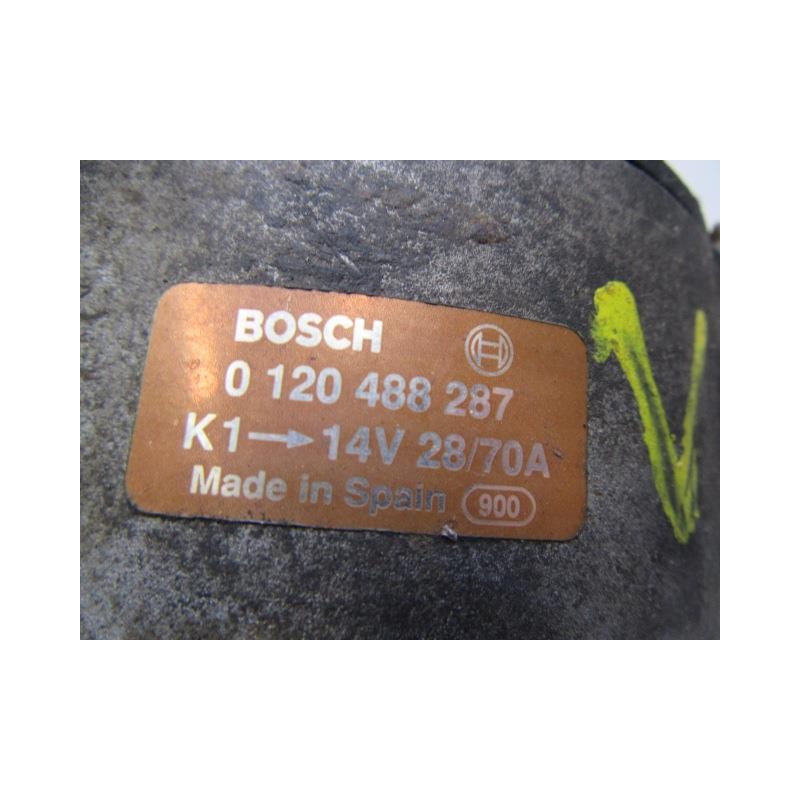 BOSCH
0 120 488 287
K1→14V 28/70A
Made in Spain 900